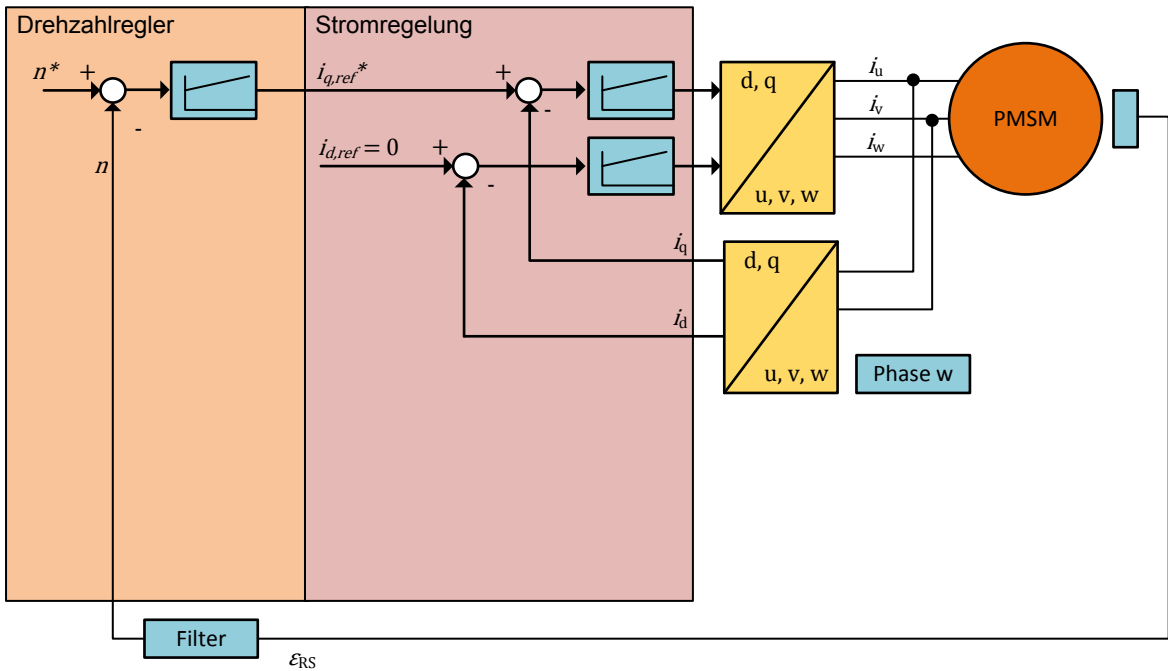 Drehzahlregler
Stromregelung
n*
+
-
n
i_q,ref*
+
-
i_d,ref = 0
+
-
d, q
u, v, w
i_u
i_v
i_w
PMSM
i_q
i_d
d, q
u, v, w
Phase w
Filter
ε_RS